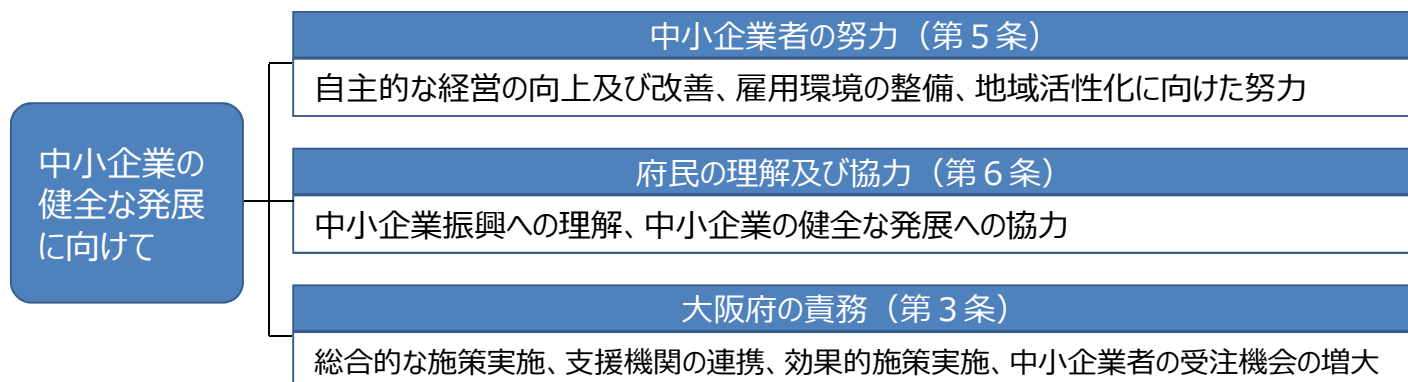 中小企業の
健全な発展
に向けて
中小企業者の努力（第５条）
自主的な経営の向上及び改善、雇用環境の整備、地域活性化に向けた努力
府民の理解及び協力（第６条）
中小企業振興への理解、中小企業の健全な発展への協力
大阪府の責務（第３条）
総合的な施策実施、支援機関の連携、効果的施策実施、中小企業者の受注機会の増大